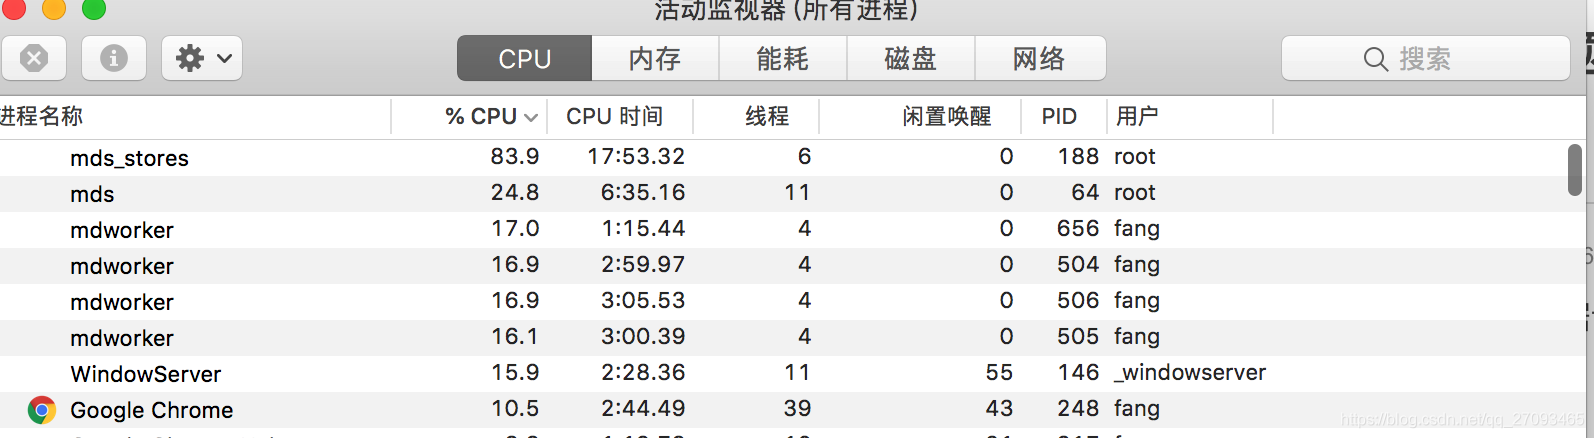 活动监视器 (所有进程)
CPU 内存 能耗 磁盘 网络 搜索
进程名称 % CPU CPU 时间 线程 闲置唤醒 PID 用户
mds_stores 83.9 17:53.32 6 0 188 root
mds 24.8 6:35.16 11 0 64 root
mdworker 17.0 1:15.44 4 0 656 fang
mdworker 16.9 2:59.97 4 0 504 fang
mdworker 16.9 3:05.53 4 0 506 fang
mdworker 16.1 3:00.39 4 0 505 fang
WindowServer 15.9 2:28.36 11 55 146 _windowserver
Google Chrome 10.5 2:44.49 39 43 248 fang
https://blog.csdn.net/qq_27093465